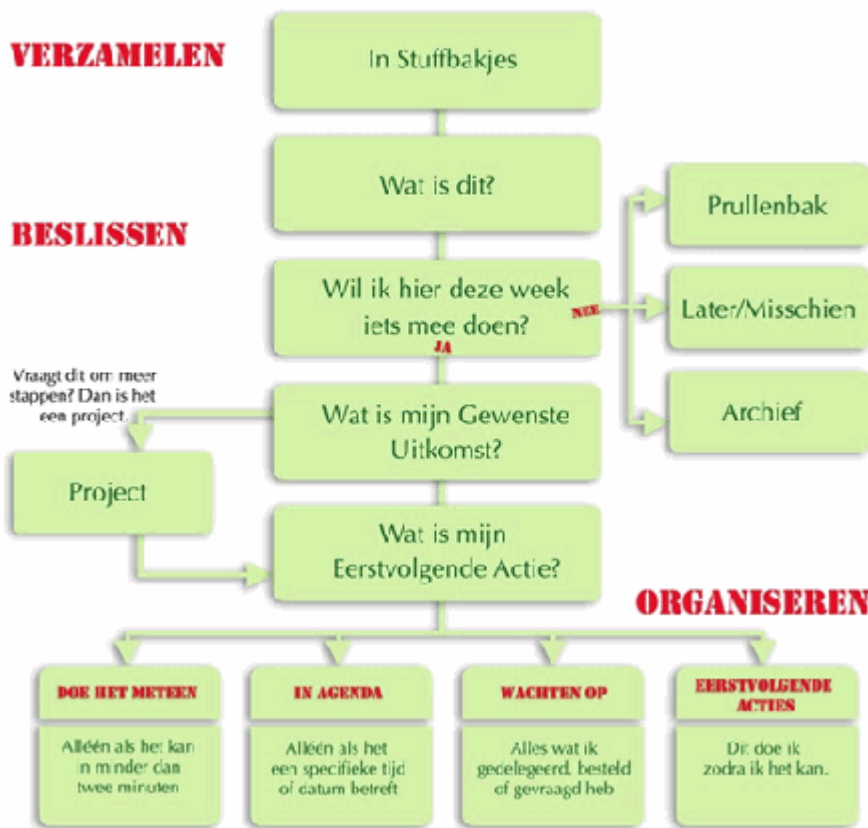 VERZAMELEN
In Stuffbakjes
Wat is dit?
BESLISSEN
Prullenbak
Wil ik hier deze week
iets mee doen?
NEE
JA
Later/Misschien
Archief
Vraagt dit om meer
stappen? Dan is het
een project.
Wat is mijn Gewenste
Uitkomst?
Project
Wat is mijn
Eerstvolgende Actie?
ORGANISEREN
DOE HET METEEN
Alléén als het kan
in minder dan
twee minuten
IN AGENDA
Alléén als het
een specifieke tijd
of datum betreft
WACHTEN OP
Alles wat ik
gedelegeerd, besteld
of gevraagd heb
EERSTVOLGENDE
ACTIES
Dit doe ik
zodra ik het kan.